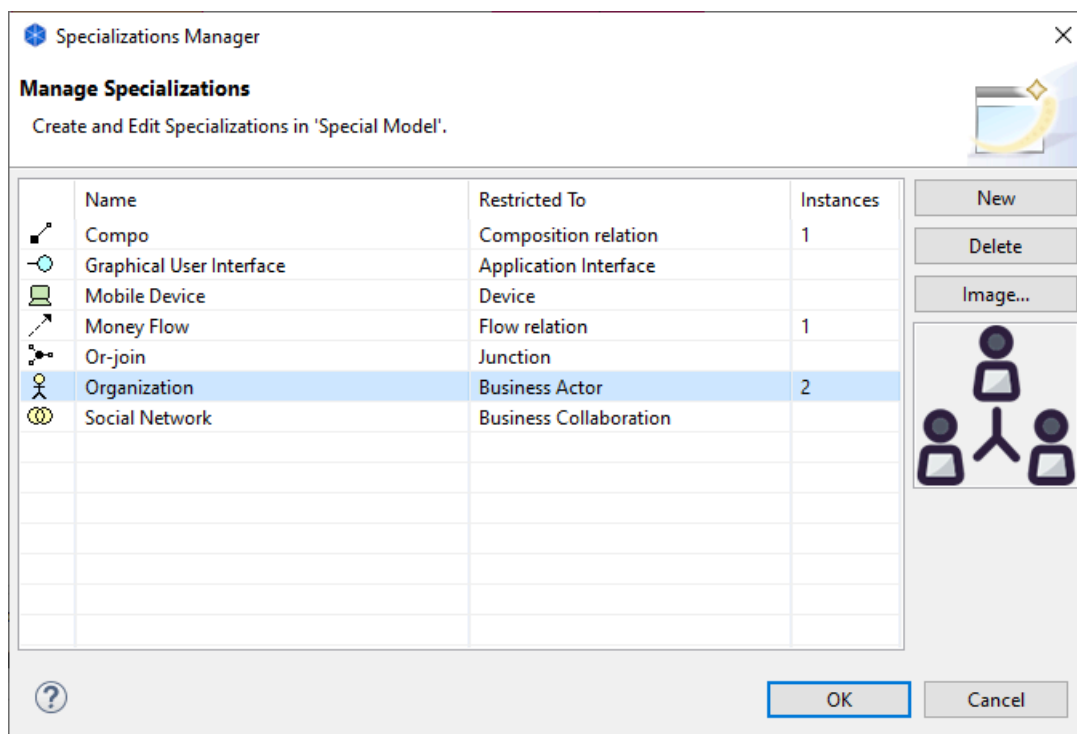 Specializations Manager
Manage Specializations
Create and Edit Specializations in 'Special Model'.
Name Restricted To Instances
Compo Composition relation 1
Graphical User Interface Application Interface
Mobile Device Device
Money Flow Flow relation 1
Or-join Junction
Organization Business Actor 2
Social Network Business Collaboration
New
Delete
Image...
OK Cancel